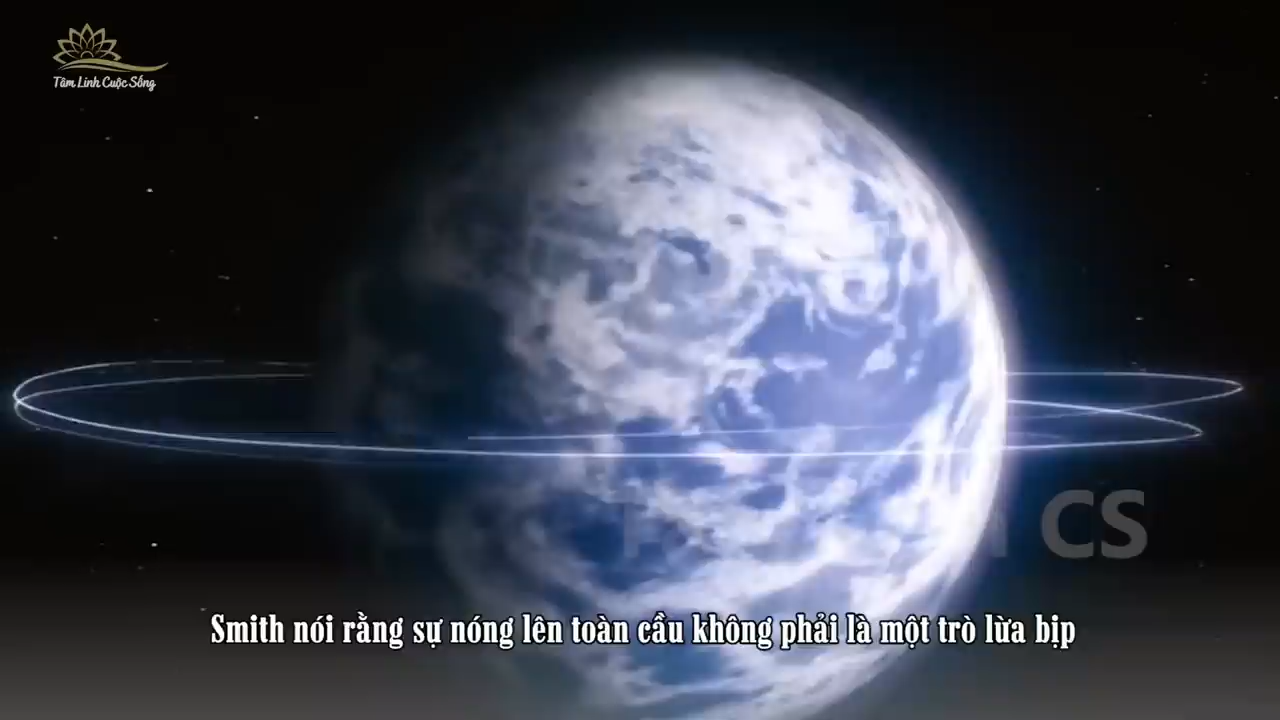 Tâm Linh Cuộc Sống
CS
Smith nói rằng sự nóng lên toàn cầu không phải là một trò lừa bịp